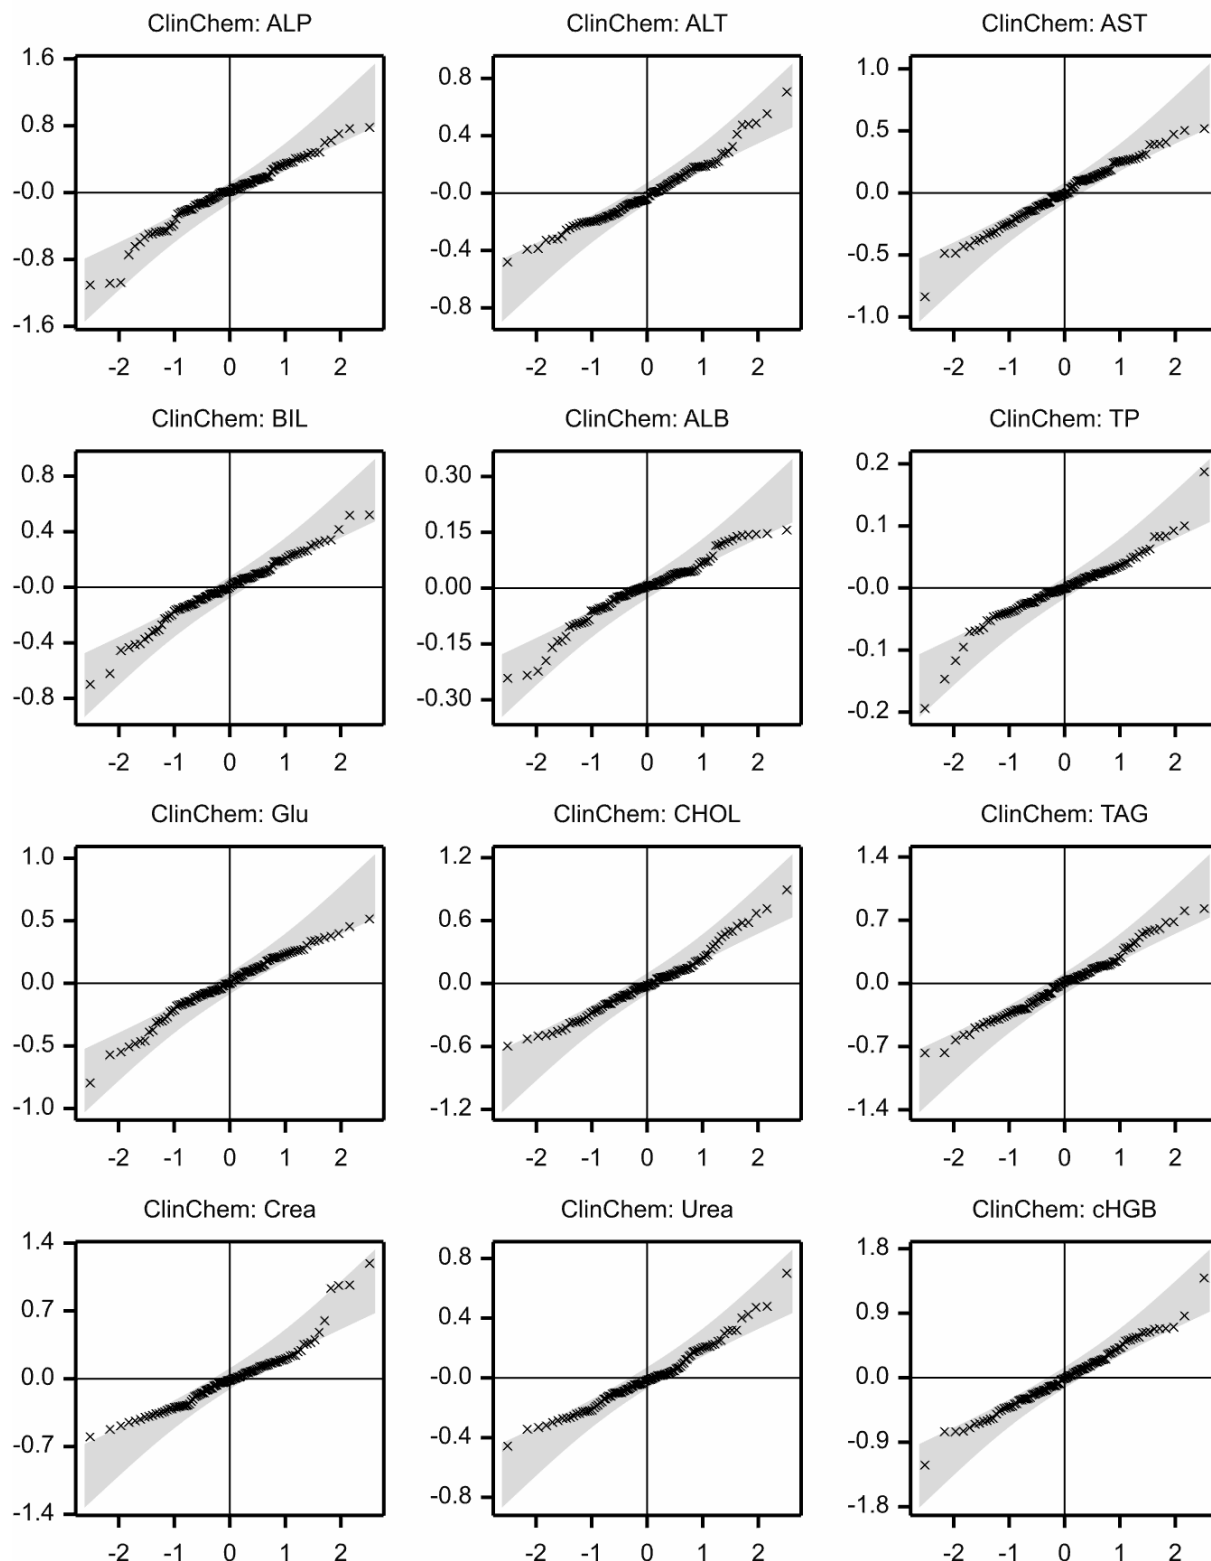 ClinChem: ALP ClinChem: ALT ClinChem: AST
1.6 0.8 -0.0 -0.8 -1.6
-2 -1 0 1 2
0.8 0.4 -0.0 -0.4 -0.8
-2 -1 0 1 2
1.0 0.5 0.0 -0.5 -1.0
-2 -1 0 1 2
ClinChem: BIL ClinChem: ALB ClinChem: TP
0.8 0.4 -0.0 -0.4 -0.8
-2 -1 0 1 2
0.30 0.15 0.00 -0.15 -0.30
-2 -1 0 1 2
0.2 0.1 -0.0 -0.1 -0.2
-2 -1 0 1 2
ClinChem: Glu ClinChem: CHOL ClinChem: TAG
1.0 0.5 0.0 -0.5 -1.0
-2 -1 0 1 2
1.2 0.6 0.0 -0.6 -1.2
-2 -1 0 1 2
1.4 0.7 0.0 -0.7 -1.4
-2 -1 0 1 2
ClinChem: Crea ClinChem: Urea ClinChem: cHGB
1.4 0.7 0.0 -0.7 -1.4
-2 -1 0 1 2
0.8 0.4 -0.0 -0.4 -0.8
-2 -1 0 1 2
1.8 0.9 0.0 -0.9 -1.8
-2 -1 0 1 2